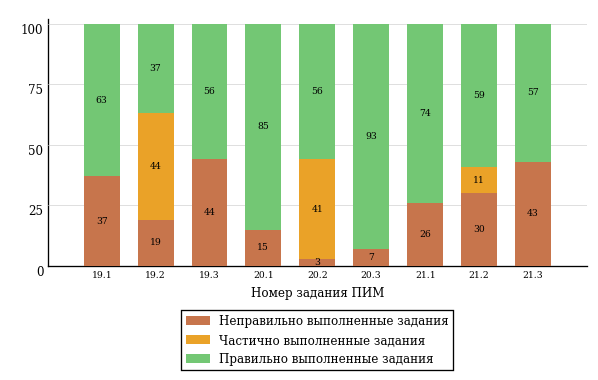 100
75
50
25
0
63 37 56 85 56 93 74 59 57
44 41 11
37 19 44 15 3 7 26 30 43
19.1 19.2 19.3 20.1 20.2 20.3 21.1 21.2 21.3
Номер задания ПИМ
Неправильно выполненные задания
Частично выполненные задания
Правильно выполненные задания